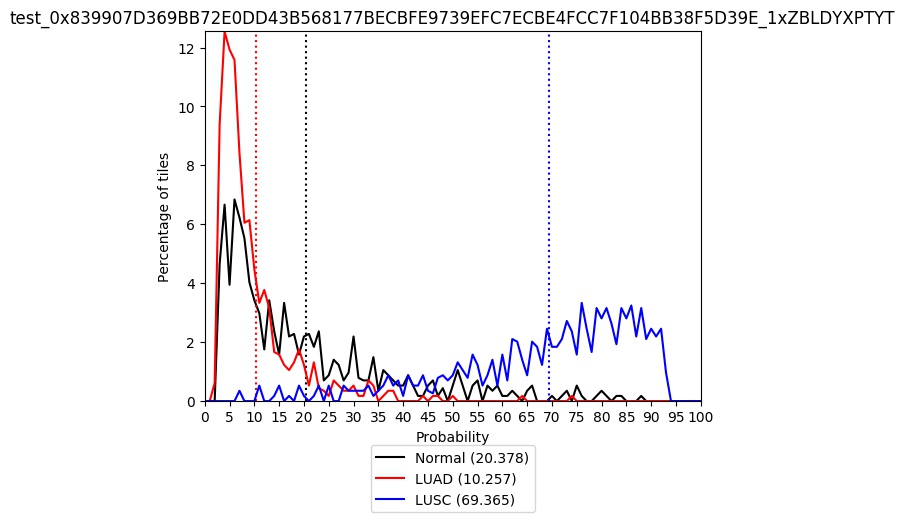 test_0x839907D369BB72E0DD43B568177BECBFE9739EFC7ECBE4FCC7F104BB38F5D39E_1xZBLDYXPTYT
12
10
8
6
4
2
0
Percentage of tiles
0 5 10 15 20 25 30 35 40 45 50 55 60 65 70 75 80 85 90 95 100
Probability
Normal (20.378)
LUAD (10.257)
LUSC (69.365)